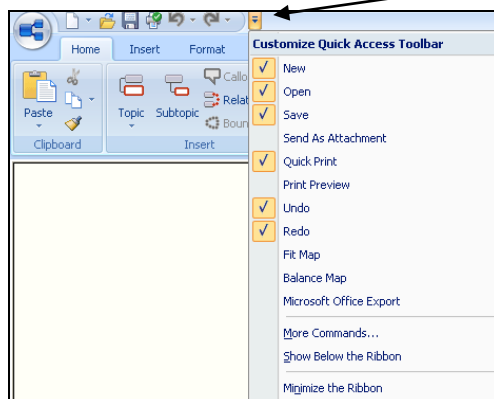 Home Insert Format
Customize Quick Access Toolbar
New
Open
Save
Send As Attachment
Quick Print
Print Preview
Undo
Redo
Fit Map
Balance Map
Microsoft Office Export
More Commands...
Show Below the Ribbon
Minimize the Ribbon
Paste
Clipboard
Topic Subtopic
Callo
Relat
Boun
Insert